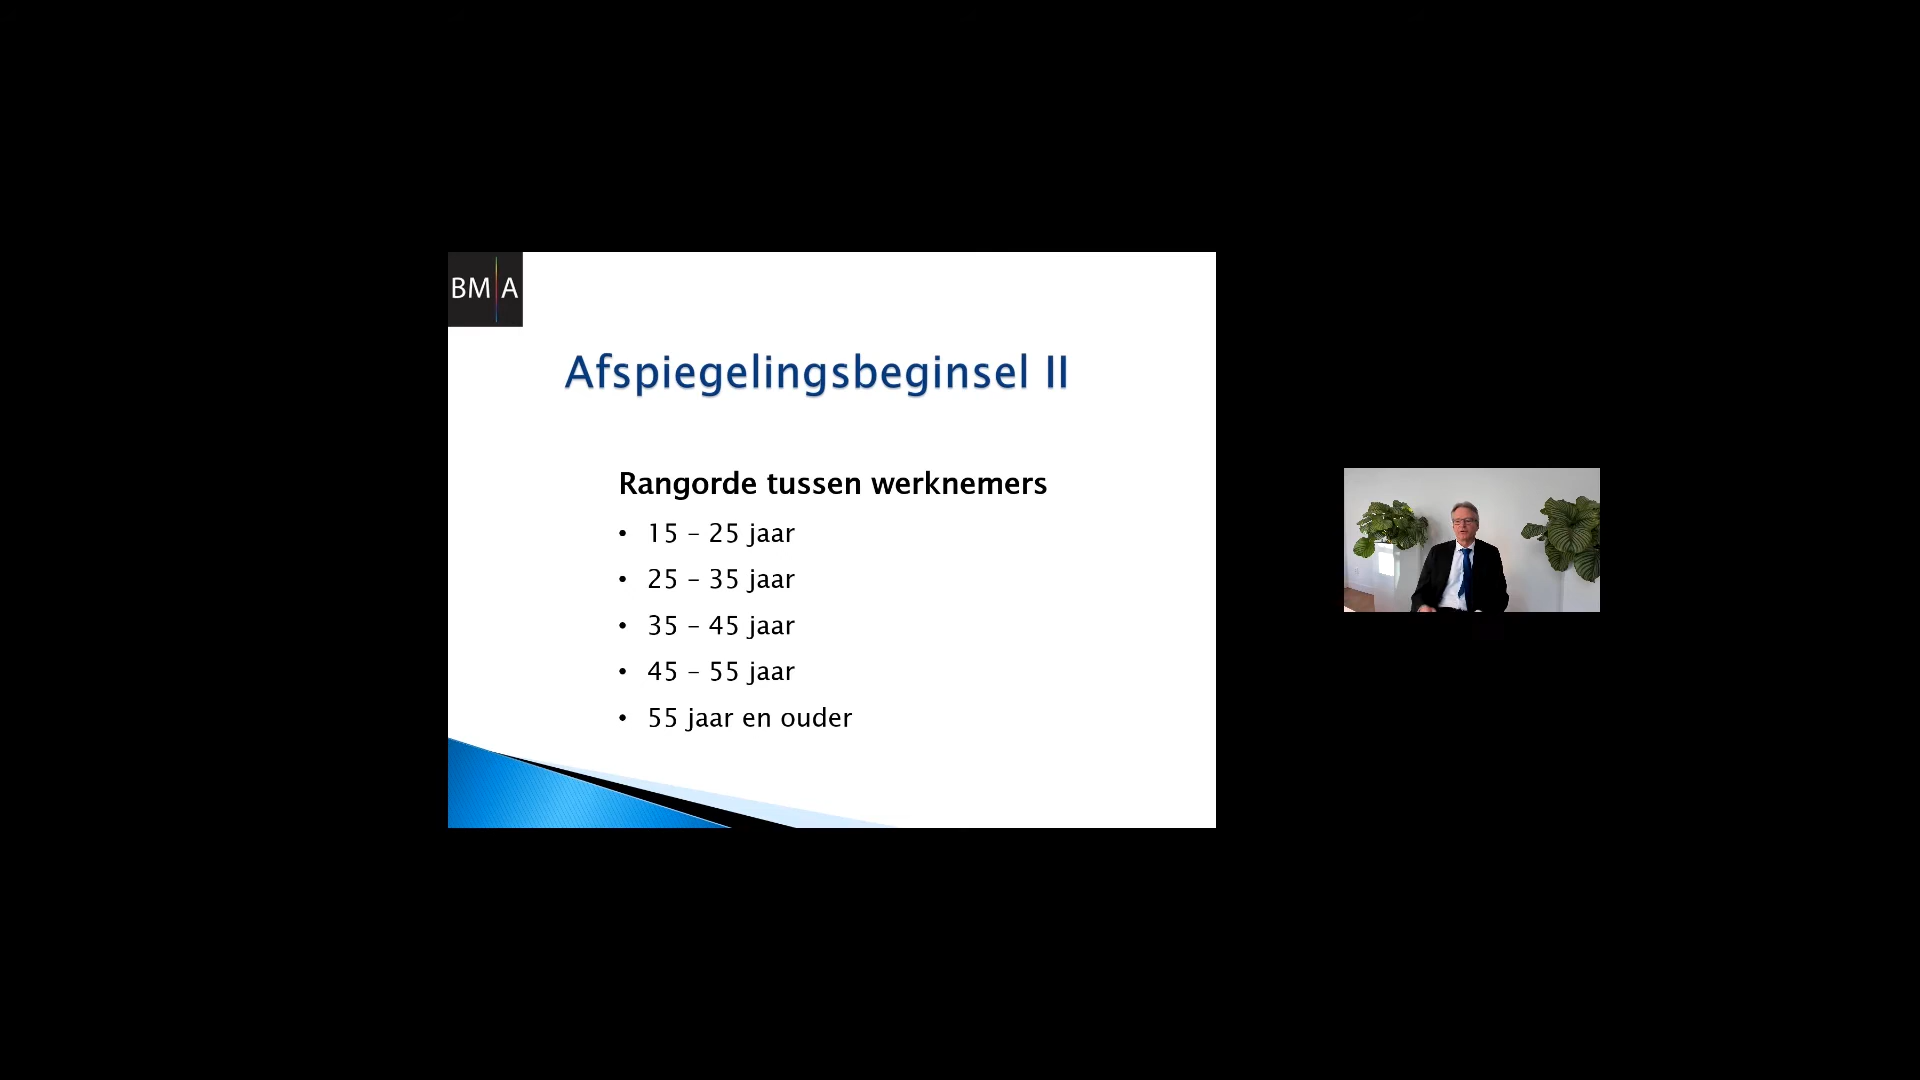 BM|A
Afspiegelingsbeginsel II
Rangorde tussen werknemers
• 15 – 25 jaar
• 25 – 35 jaar
• 35 – 45 jaar
• 45 – 55 jaar
• 55 jaar en ouder